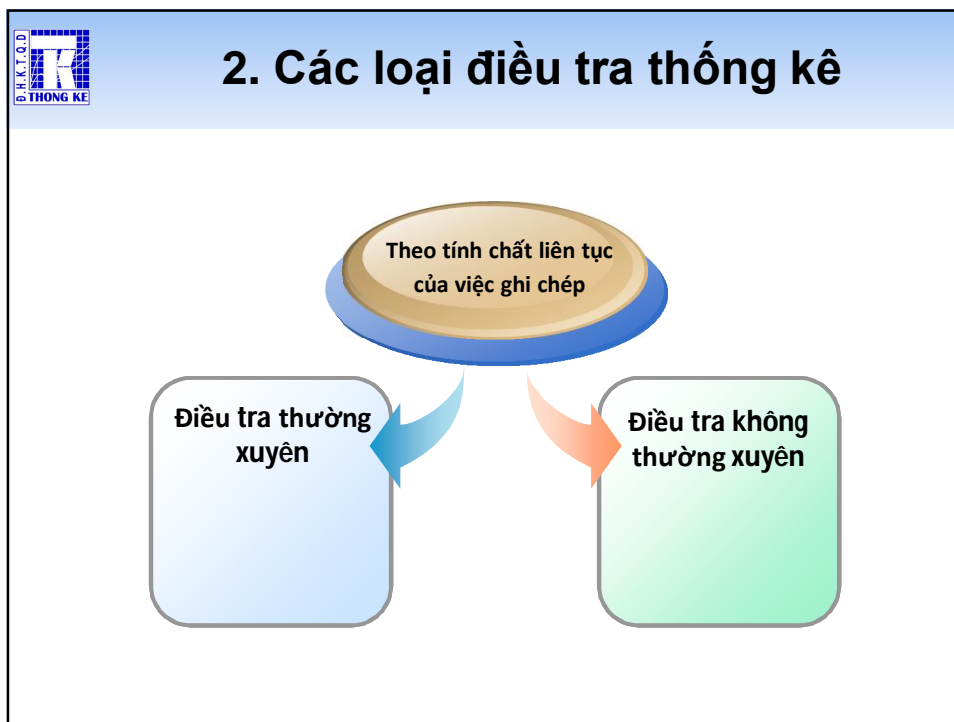 Đ.H.K.T.Q.D
TK
THONG KE
2. Các loại điều tra thống kê
Theo tính chất liên tục
của việc ghi chép
Điều tra thường
xuyên
Điều tra không
thường xuyên